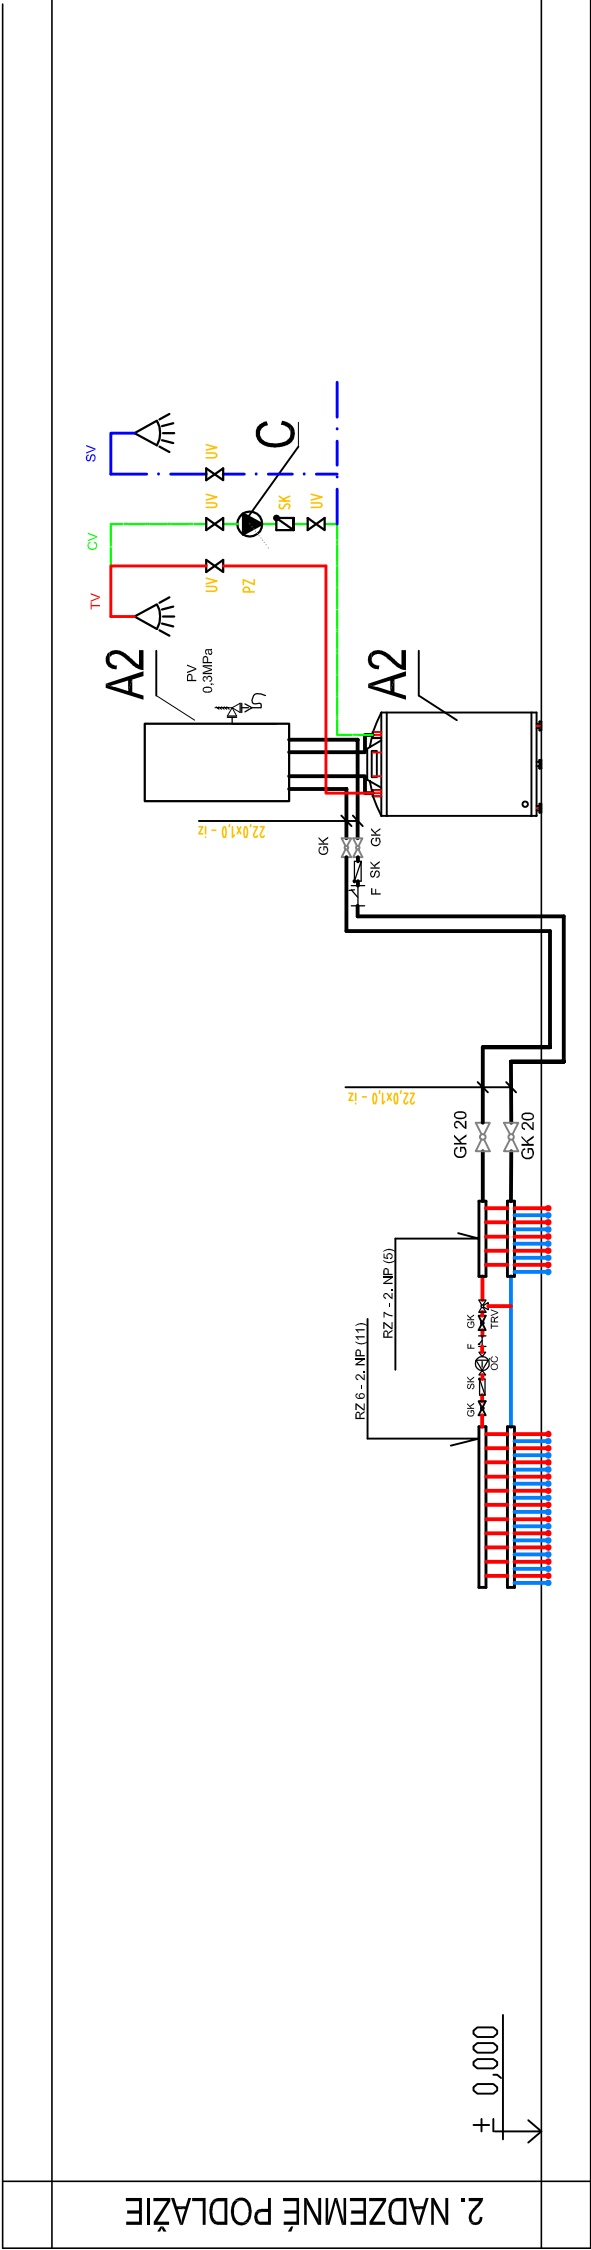 SV
UV
C
CV
UV
SK
UV
TV
UV
PZ
A2
PV
0,3MPa
A2
22,0x1,0 - iz
GK
GK
SK
F
22,0x1,0 - iz
GK 20
GK 20
RZ 7 - 2. NP (5)
RZ 6 - 2. NP (11)
GK
TRV
F
OČ
SK
GK
± 0,000
2. NADZEMNÉ PODLAŽIE